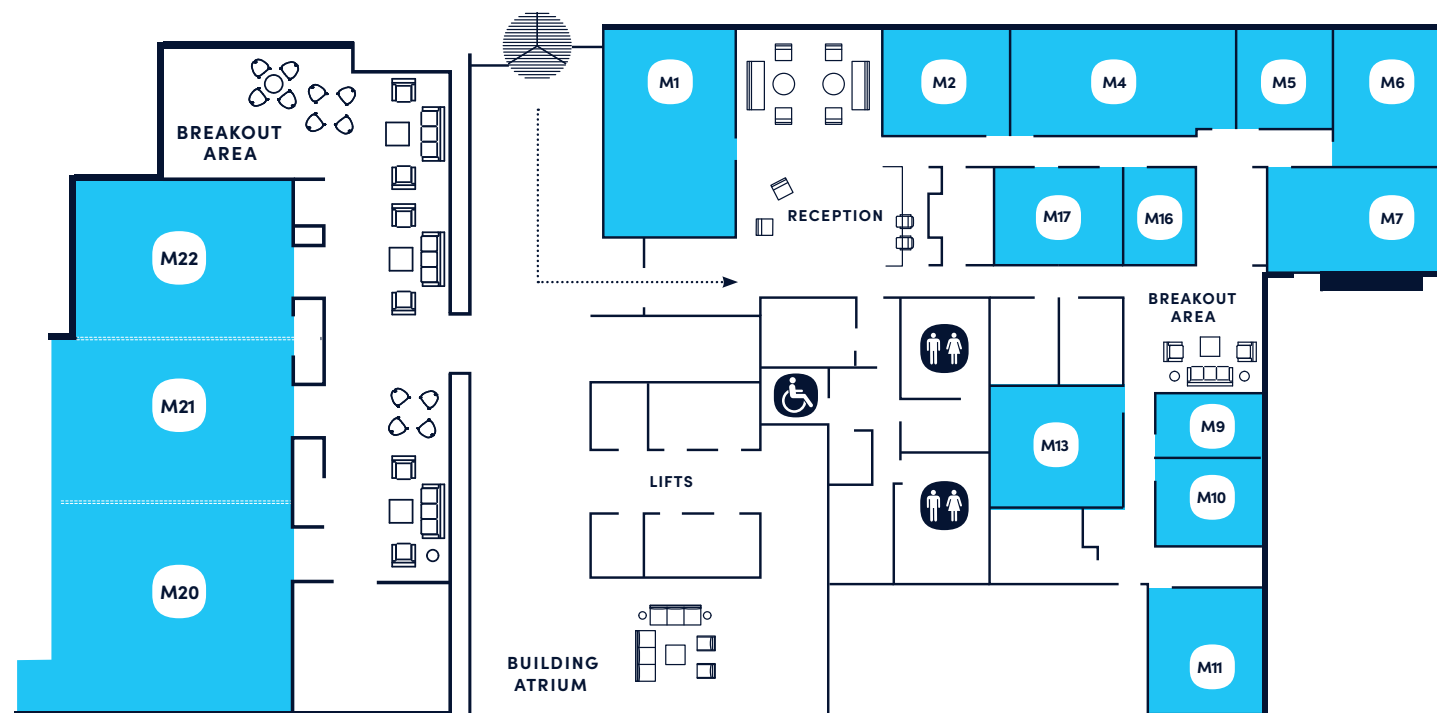 M1
M2
M4
M5
M6
BREAKOUT
AREA
RECEPTION
M17
M16
M7
M22
BREAKOUT
AREA
M21
M9
M13
LIFTS
M10
M20
BUILDING
ATRIUM
M11